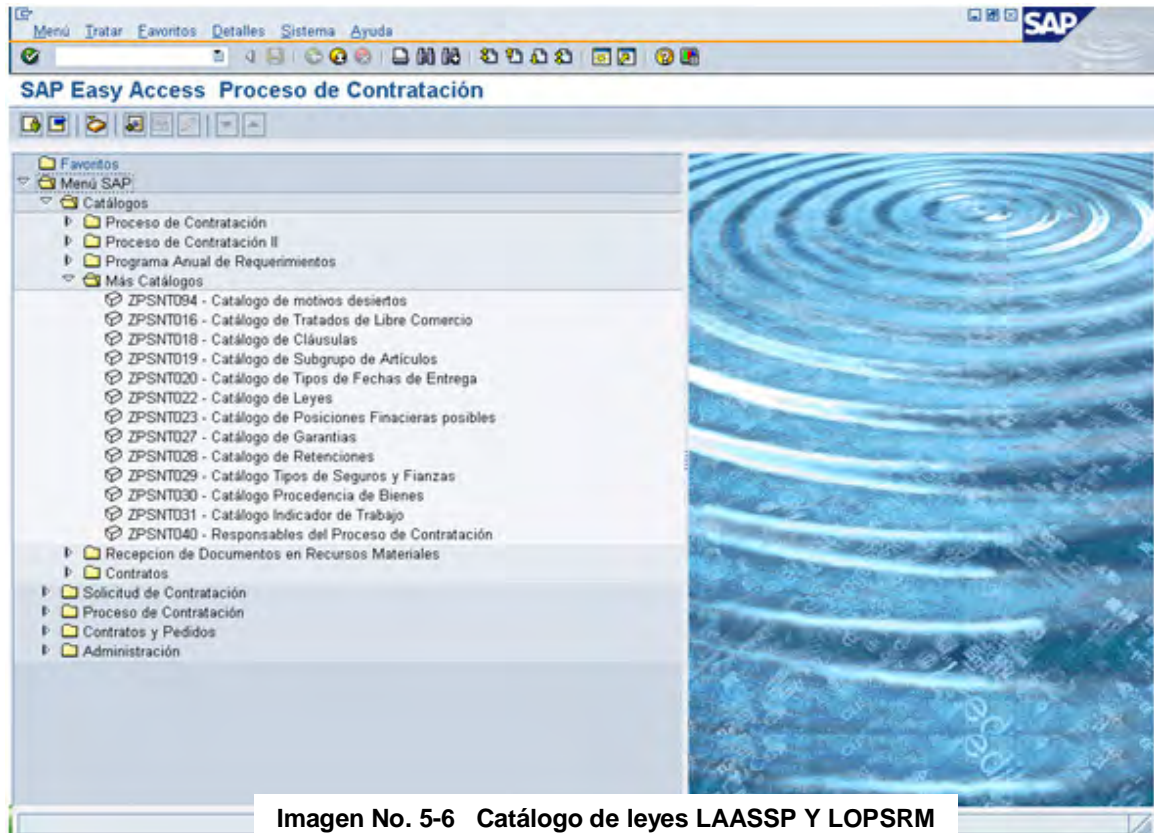 Menú Tratar Favoritos Detalles Sistema Ayuda
SAP
SAP Easy Access Proceso de Contratación
Favoritos
Menú SAP
Catálogos
Proceso de Contratación
Proceso de Contratación II
Programa Anual de Requerimientos
Más Catálogos
ZPSNT094 - Catalogo de motivos desiertos
ZPSNT016 - Catálogo de Tratados de Libre Comercio
ZPSNT018 - Catálogo de Cláusulas
ZPSNT019 - Catálogo de Subgrupo de Artículos
ZPSNT020 - Catálogo de Tipos de Fechas de Entrega
ZPSNT022 - Catálogo de Leyes
ZPSNT023 - Catálogo de Posiciones Finacieras posibles
ZPSNT027 - Catálogo de Garantias
ZPSNT028 - Catalogo de Retenciones
ZPSNT029 - Catálogo Tipos de Seguros y Fianzas
ZPSNT030 - Catálogo Procedencia de Bienes
ZPSNT031 - Catálogo Indicador de Trabajo
ZPSNT040 - Responsables del Proceso de Contratación
Recepcion de Documentos en Recursos Materiales
Contratos
Solicitud de Contratación
Proceso de Contratación
Contratos y Pedidos
Administración
Imagen No. 5-6 Catálogo de leyes LAASSP Y LOPSRM